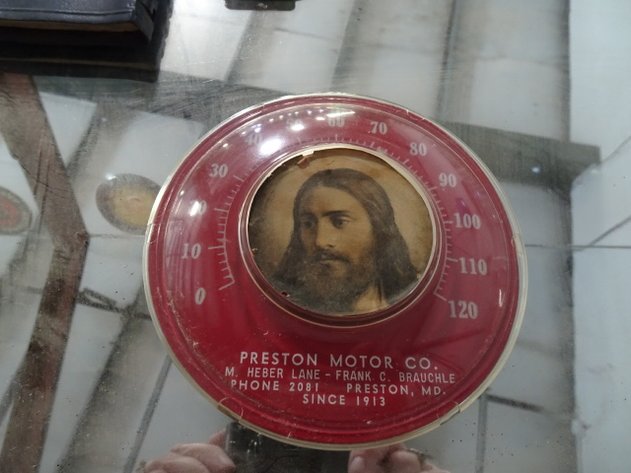 0
10
30
60
70
80
90
100
110
120
PRESTON MOTOR CO.
M. HEBER LANE - FRANK C. BRAUCHLE
PHONE 2081 PRESTON, MD.
SINCE 1913